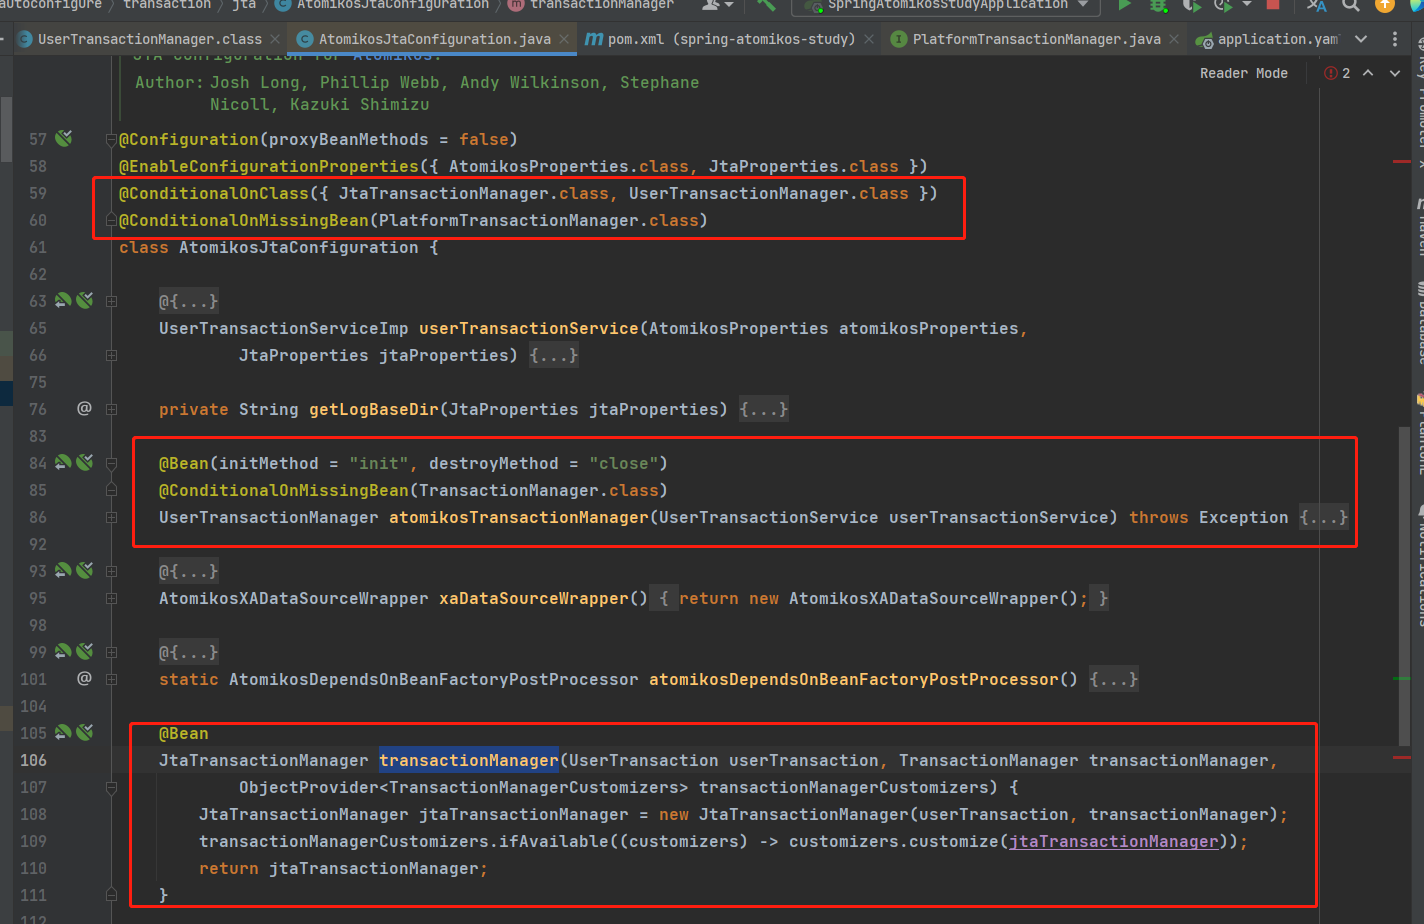 autoconfigure › transaction › jta › AtomikosJtaConfiguration › transactionManager SpringAtomikosStudyApplication
UserTransactionManager.class AtomikosJtaConfiguration.java pom.xml (spring-atomikos-study) PlatformTransactionManager.java application.yam
JTA Configuration for Atomikos.
Reader Mode 2
Author: Josh Long, Phillip Webb, Andy Wilkinson, Stephane
Nicoll, Kazuki Shimizu
57 @Configuration(proxyBeanMethods = false)
58 @EnableConfigurationProperties({ AtomikosProperties.class, JtaProperties.class })
59 @ConditionalOnClass({ JtaTransactionManager.class, UserTransactionManager.class })
60 @ConditionalOnMissingBean(PlatformTransactionManager.class)
61 class AtomikosJtaConfiguration {
62
63 @{...}
65 UserTransactionServiceImp userTransactionService(AtomikosProperties atomikosProperties,
66 JtaProperties jtaProperties) {...}
75
76 @ private String getLogBaseDir(JtaProperties jtaProperties) {...}
83
84 @Bean(initMethod = "init", destroyMethod = "close")
85 @ConditionalOnMissingBean(TransactionManager.class)
86 UserTransactionManager atomikosTransactionManager(UserTransactionService userTransactionService) throws Exception {...}
92
93 @{...}
95 AtomikosXADataSourceWrapper xaDataSourceWrapper() { return new AtomikosXADataSourceWrapper(); }
98
99 @{...}
101 @ static AtomikosDependsOnBeanFactoryPostProcessor atomikosDependsOnBeanFactoryPostProcessor() {...}
104
105 @Bean
106 JtaTransactionManager transactionManager(UserTransaction userTransaction, TransactionManager transactionManager,
107 ObjectProvider<TransactionManagerCustomizers> transactionManagerCustomizers) {
108 JtaTransactionManager jtaTransactionManager = new JtaTransactionManager(userTransaction, transactionManager);
109 transactionManagerCustomizers.ifAvailable((customizers) -> customizers.customize(jtaTransactionManager));
110 return jtaTransactionManager;
111 }
112